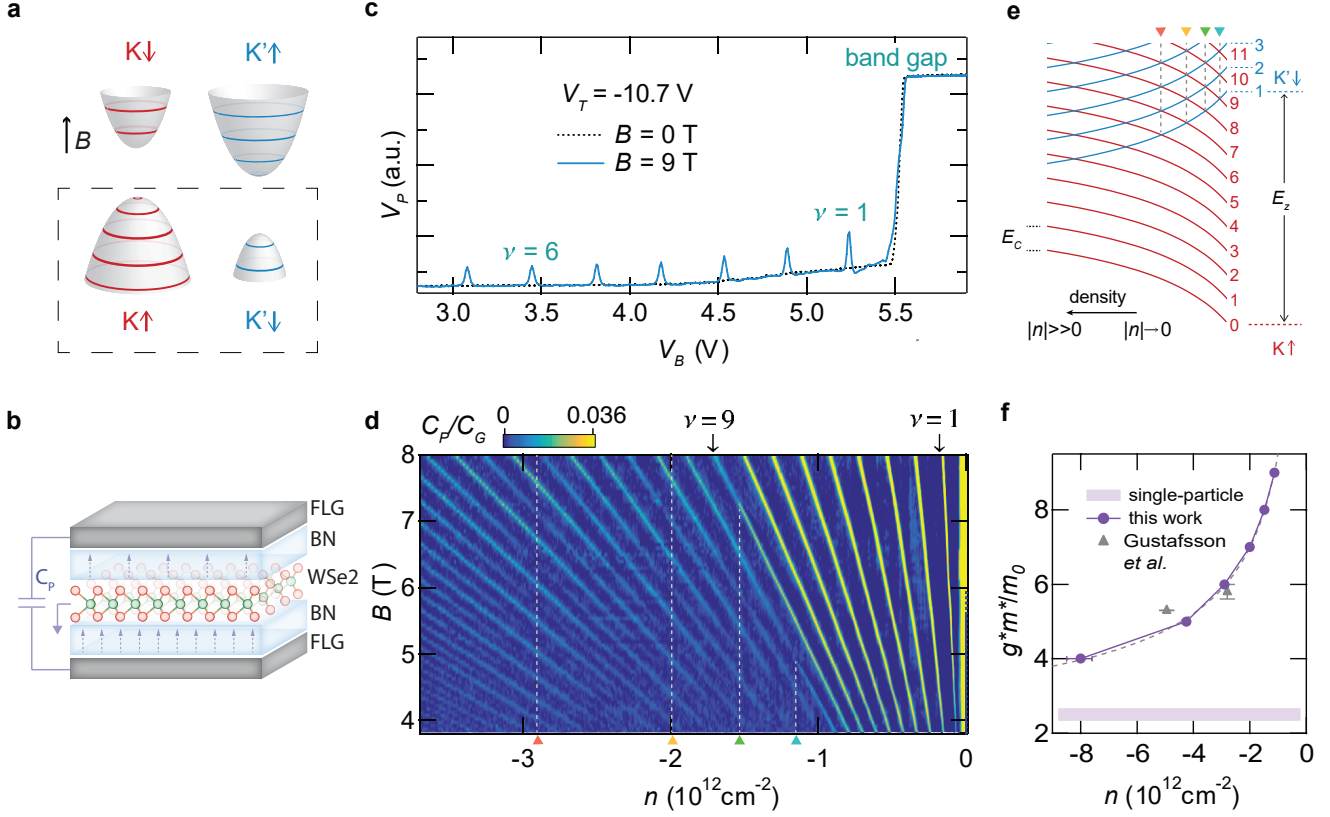 a
K↓ K'↑
B
K↑ K'↓
b
FLG
BN
WSe2
BN
FLG
C_P
c
band gap
V_T = -10.7 V
B = 0 T
B = 9 T
ν = 6
ν = 1
V_P (a.u.)
3.0 3.5 4.0 4.5 5.0 5.5
V_B (V)
d
C_P/C_G
0 0.036
ν = 9
ν = 1
B (T)
8
7
6
5
4
-3 -2 -1 0
n (10^12 cm^-2)
e
3
2
K'↓
1
11
10
9
8
7
6
5
4
3
2
1
0
E_z
E_C
density
|n|>>0 |n|→0
K↑
f
single-particle
this work
Gustafsson
et al.
g*m*/m_0
8
6
4
2
-8 -6 -4 -2 0
n (10^12 cm^-2)